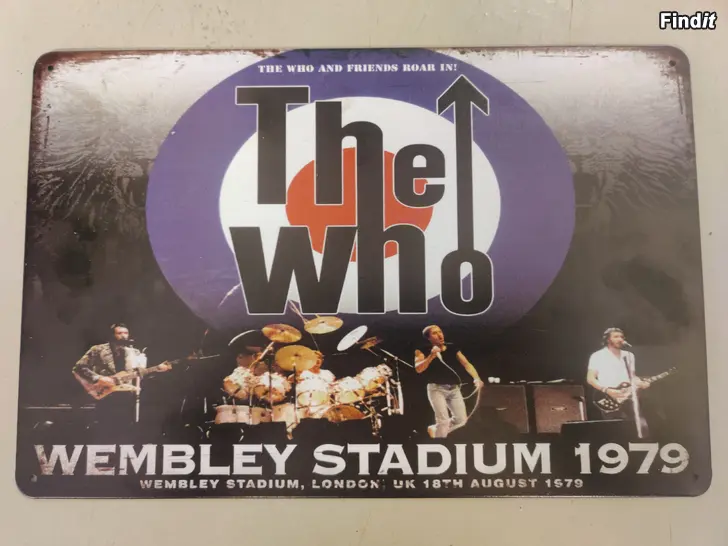 Findit
THE WHO AND FRIENDS ROAR IN!
The
Who
WEMBLEY STADIUM 1979
WEMBLEY STADIUM, LONDON, UK 18TH AUGUST 1979